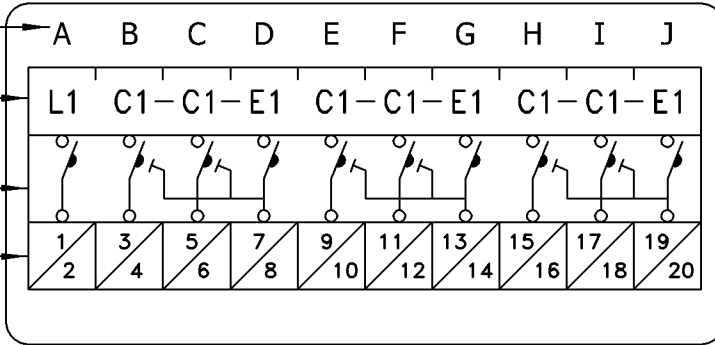 A B C D E F G H I J
L1 C1-C1-E1 C1-C1-E1 C1-C1-E1
1 3 5 7 9 11 13 15 17 19
2 4 6 8 10 12 14 16 18 20